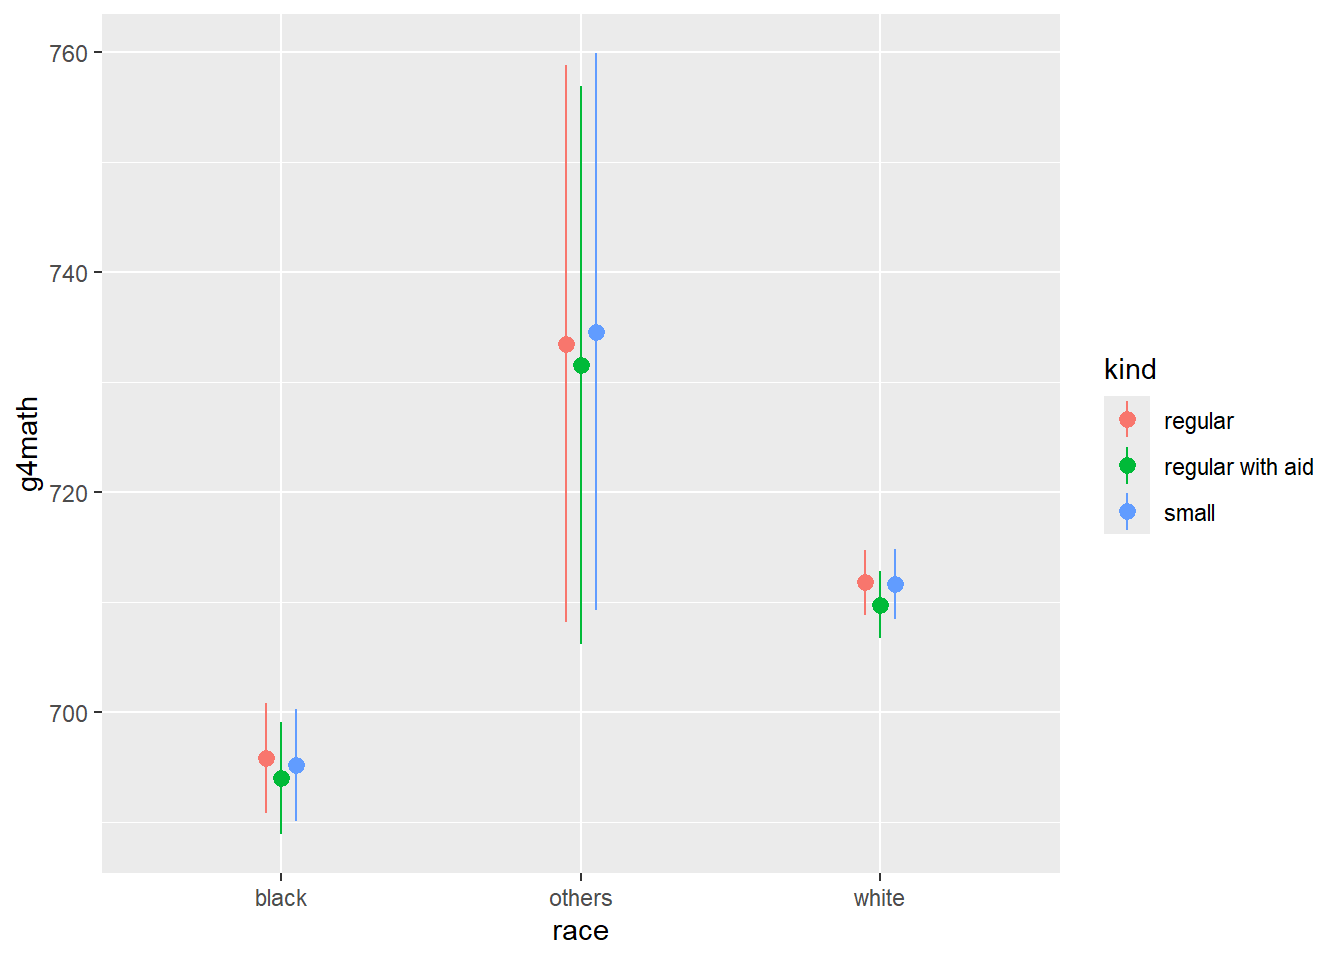 760
740
720
700
g4math
black
others
white
race
kind
regular
regular with aid
small